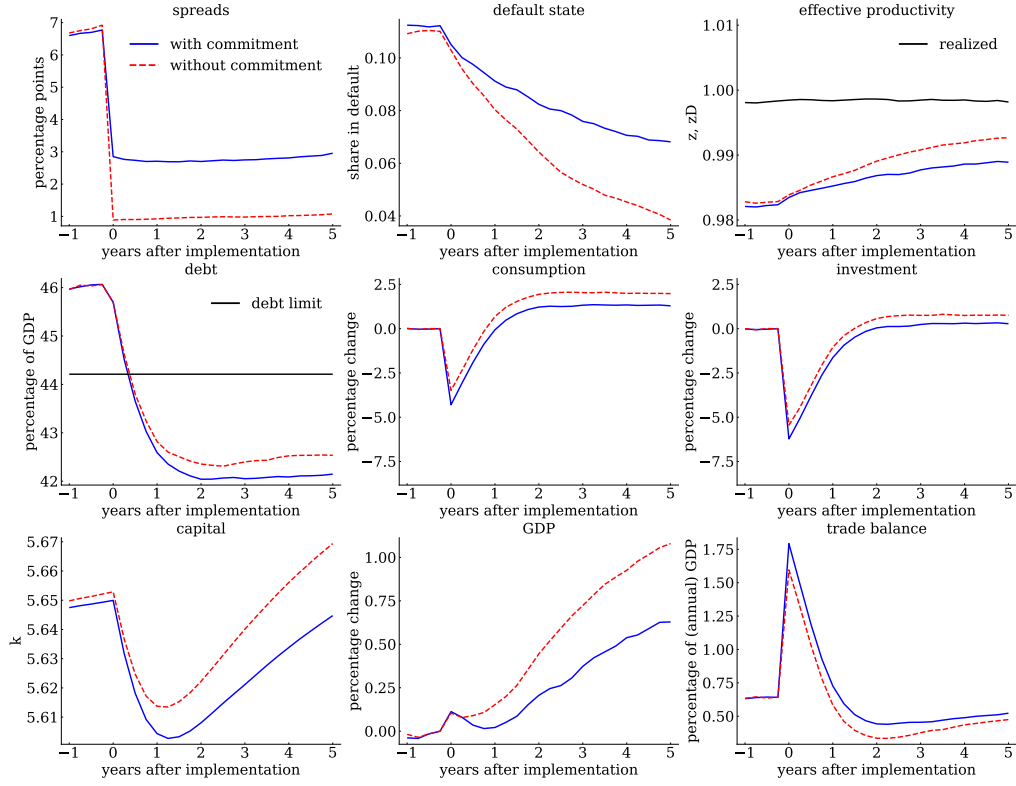 spreads
7
6
5
4
3
2
1
percentage points
with commitment
without commitment
−1 0 1 2 3 4 5
years after implementation
default state
0.10
0.08
0.06
0.04
share in default
−1 0 1 2 3 4 5
years after implementation
effective productivity
1.01
1.00
0.99
0.98
z, zD
realized
−1 0 1 2 3 4 5
years after implementation
debt
46
45
44
43
42
percentage of GDP
debt limit
−1 0 1 2 3 4 5
years after implementation
consumption
2.5
0.0
−2.5
−5.0
−7.5
percentage change
−1 0 1 2 3 4 5
years after implementation
investment
2.5
0.0
−2.5
−5.0
−7.5
percentage change
−1 0 1 2 3 4 5
years after implementation
capital
5.67
5.66
5.65
5.64
5.63
5.62
5.61
k
−1 0 1 2 3 4 5
years after implementation
GDP
1.00
0.75
0.50
0.25
0.00
percentage change
−1 0 1 2 3 4 5
years after implementation
trade balance
1.75
1.50
1.25
1.00
0.75
0.50
percentage of (annual) GDP
−1 0 1 2 3 4 5
years after implementation